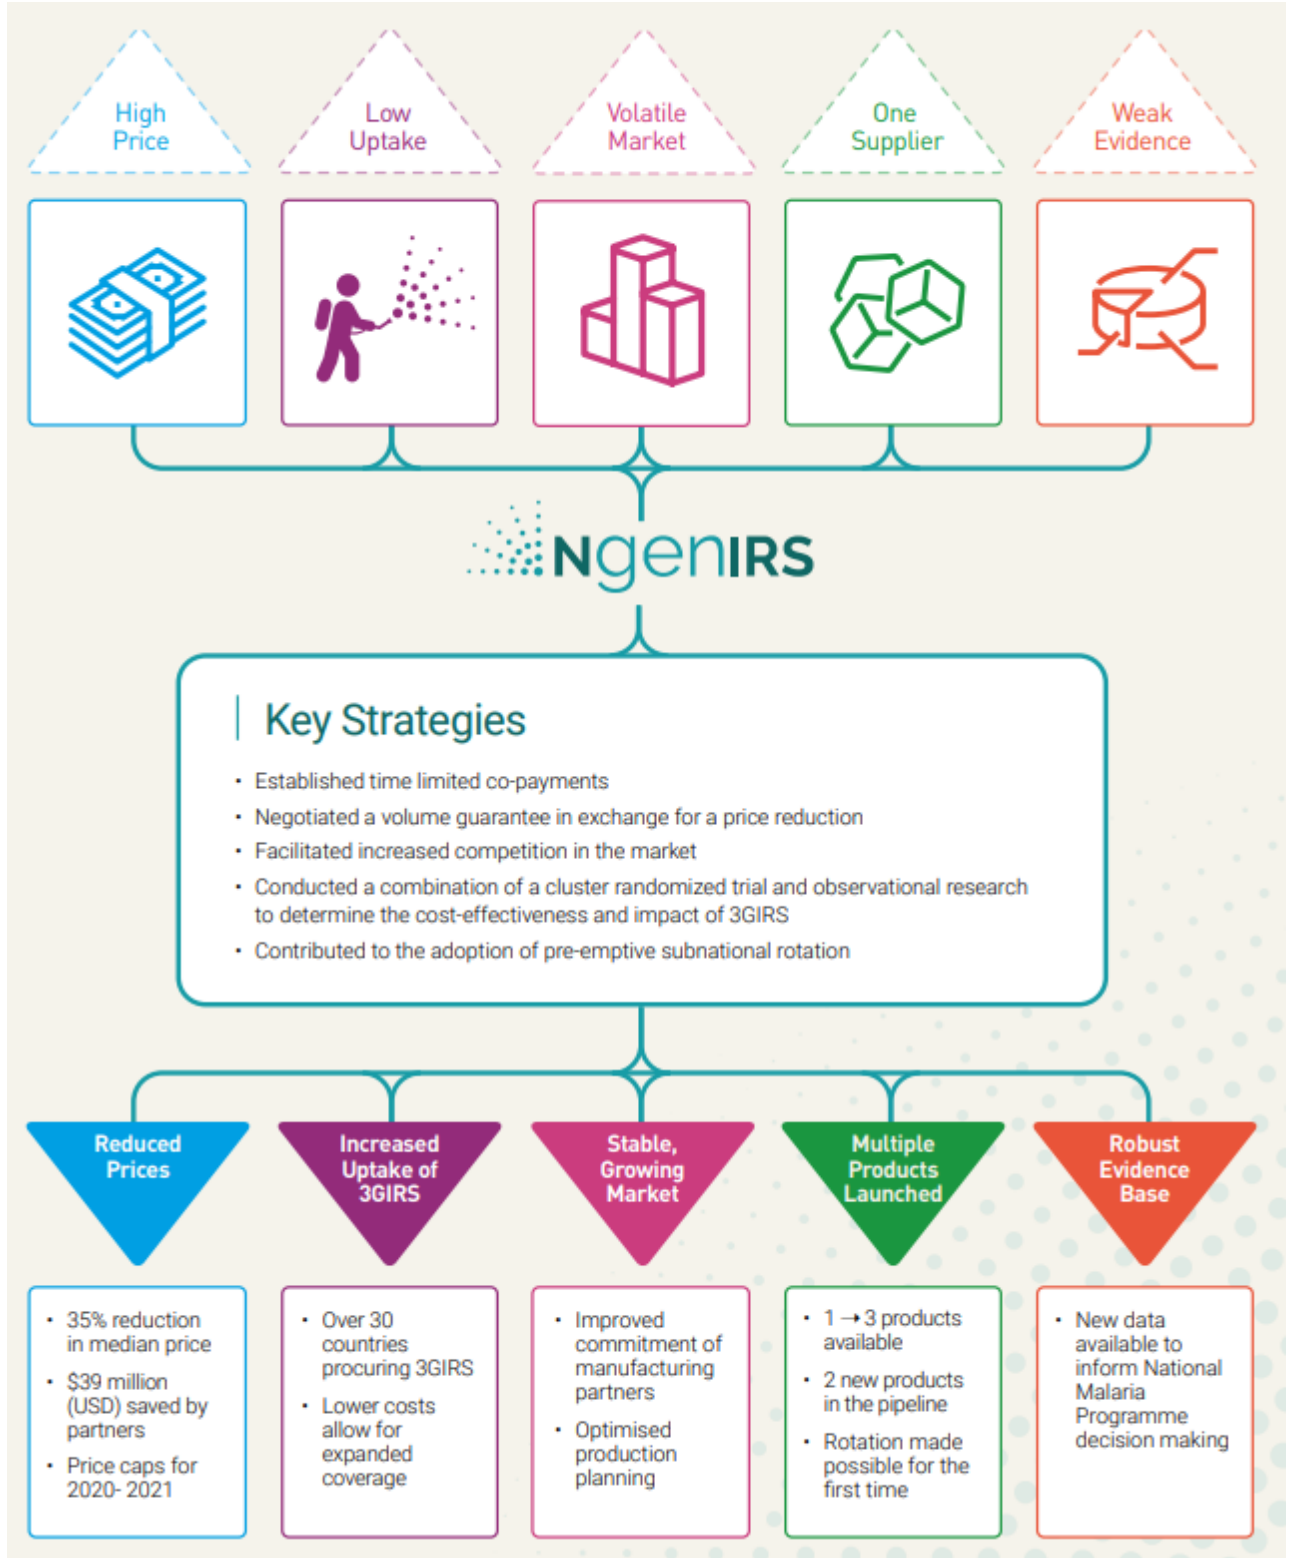 High
Price
Low
Uptake
Volatile
Market
One
Supplier
Weak
Evidence
NgenIRS
Key Strategies
• Established time limited co-payments
• Negotiated a volume guarantee in exchange for a price reduction
• Facilitated increased competition in the market
• Conducted a combination of a cluster randomized trial and observational research
to determine the cost-effectiveness and impact of 3GIRS
• Contributed to the adoption of pre-emptive subnational rotation
Reduced
Prices
Increased
Uptake of
3GIRS
Stable,
Growing
Market
Multiple
Products
Launched
Robust
Evidence
Base
• 35% reduction
in median price
• $39 million
(USD) saved by
partners
• Price caps for
2020- 2021
• Over 30
countries
procuring 3GIRS
• Lower costs
allow for
expanded
coverage
• Improved
commitment of
manufacturing
partners
• Optimised
production
planning
• 1 → 3 products
available
• 2 new products
in the pipeline
• Rotation made
possible for the
first time
• New data
available to
inform National
Malaria
Programme
decision making